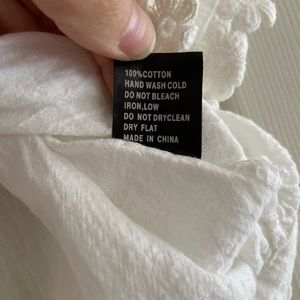 100%COTTON
HAND WASH COLD
DO NOT BLEACH
IRON,LOW
DO NOT DRYCLEAN
DRY FLAT
MADE IN CHINA